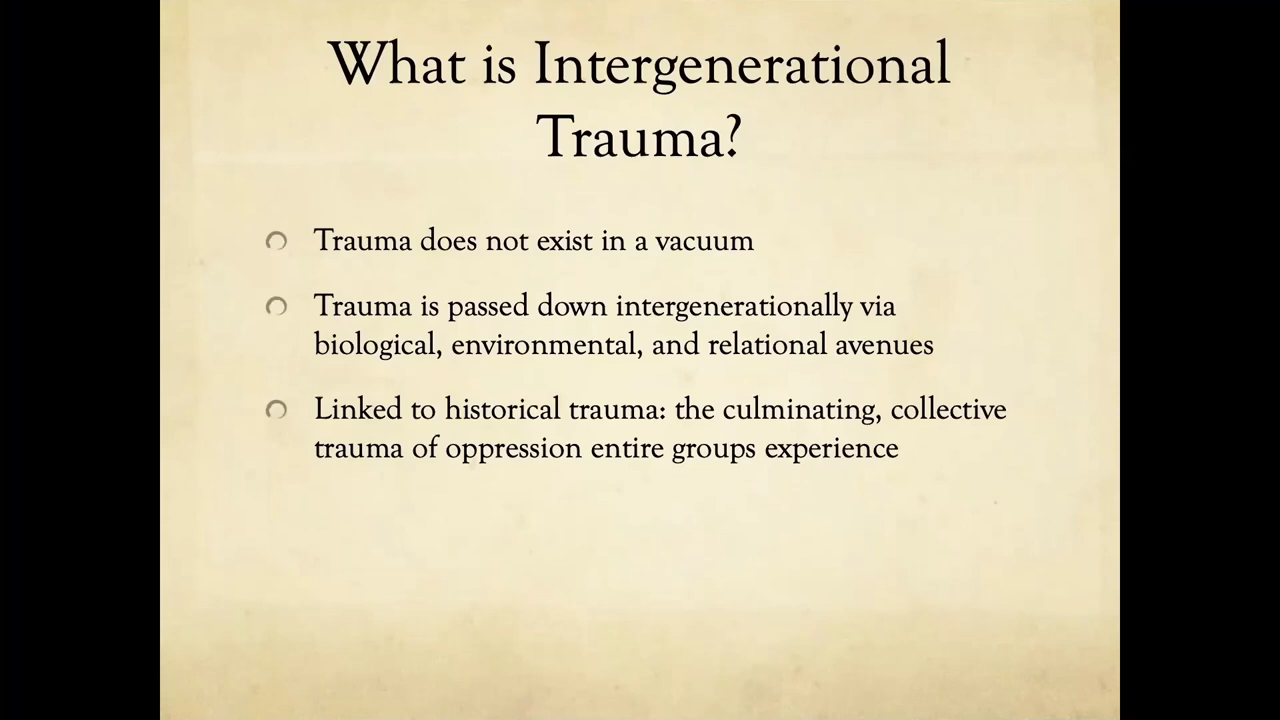 What is Intergenerational
Trauma?
Trauma does not exist in a vacuum
Trauma is passed down intergenerationally via
biological, environmental, and relational avenues
Linked to historical trauma: the culminating, collective
trauma of oppression entire groups experience